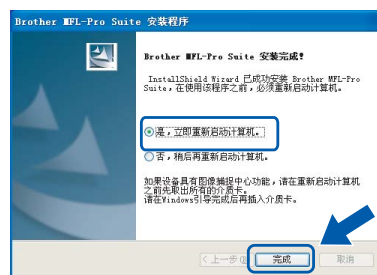 Brother MFL-Pro Suite 安装程序
Brother MFL-Pro Suite 安装完成!
InstallShield Wizard 已成功安装 Brother MFL-Pro
Suite，在使用该程序之前，必须重新启动计算机。
是，立即重新启动计算机。
否，稍后再重新启动计算机。
如果设备具有图像捕捉中心功能，请在重新启动计算机
之前先取出所有的介质卡。
请在Windows引导完成后再插入介质卡。
<上一步(B) 完成 取消